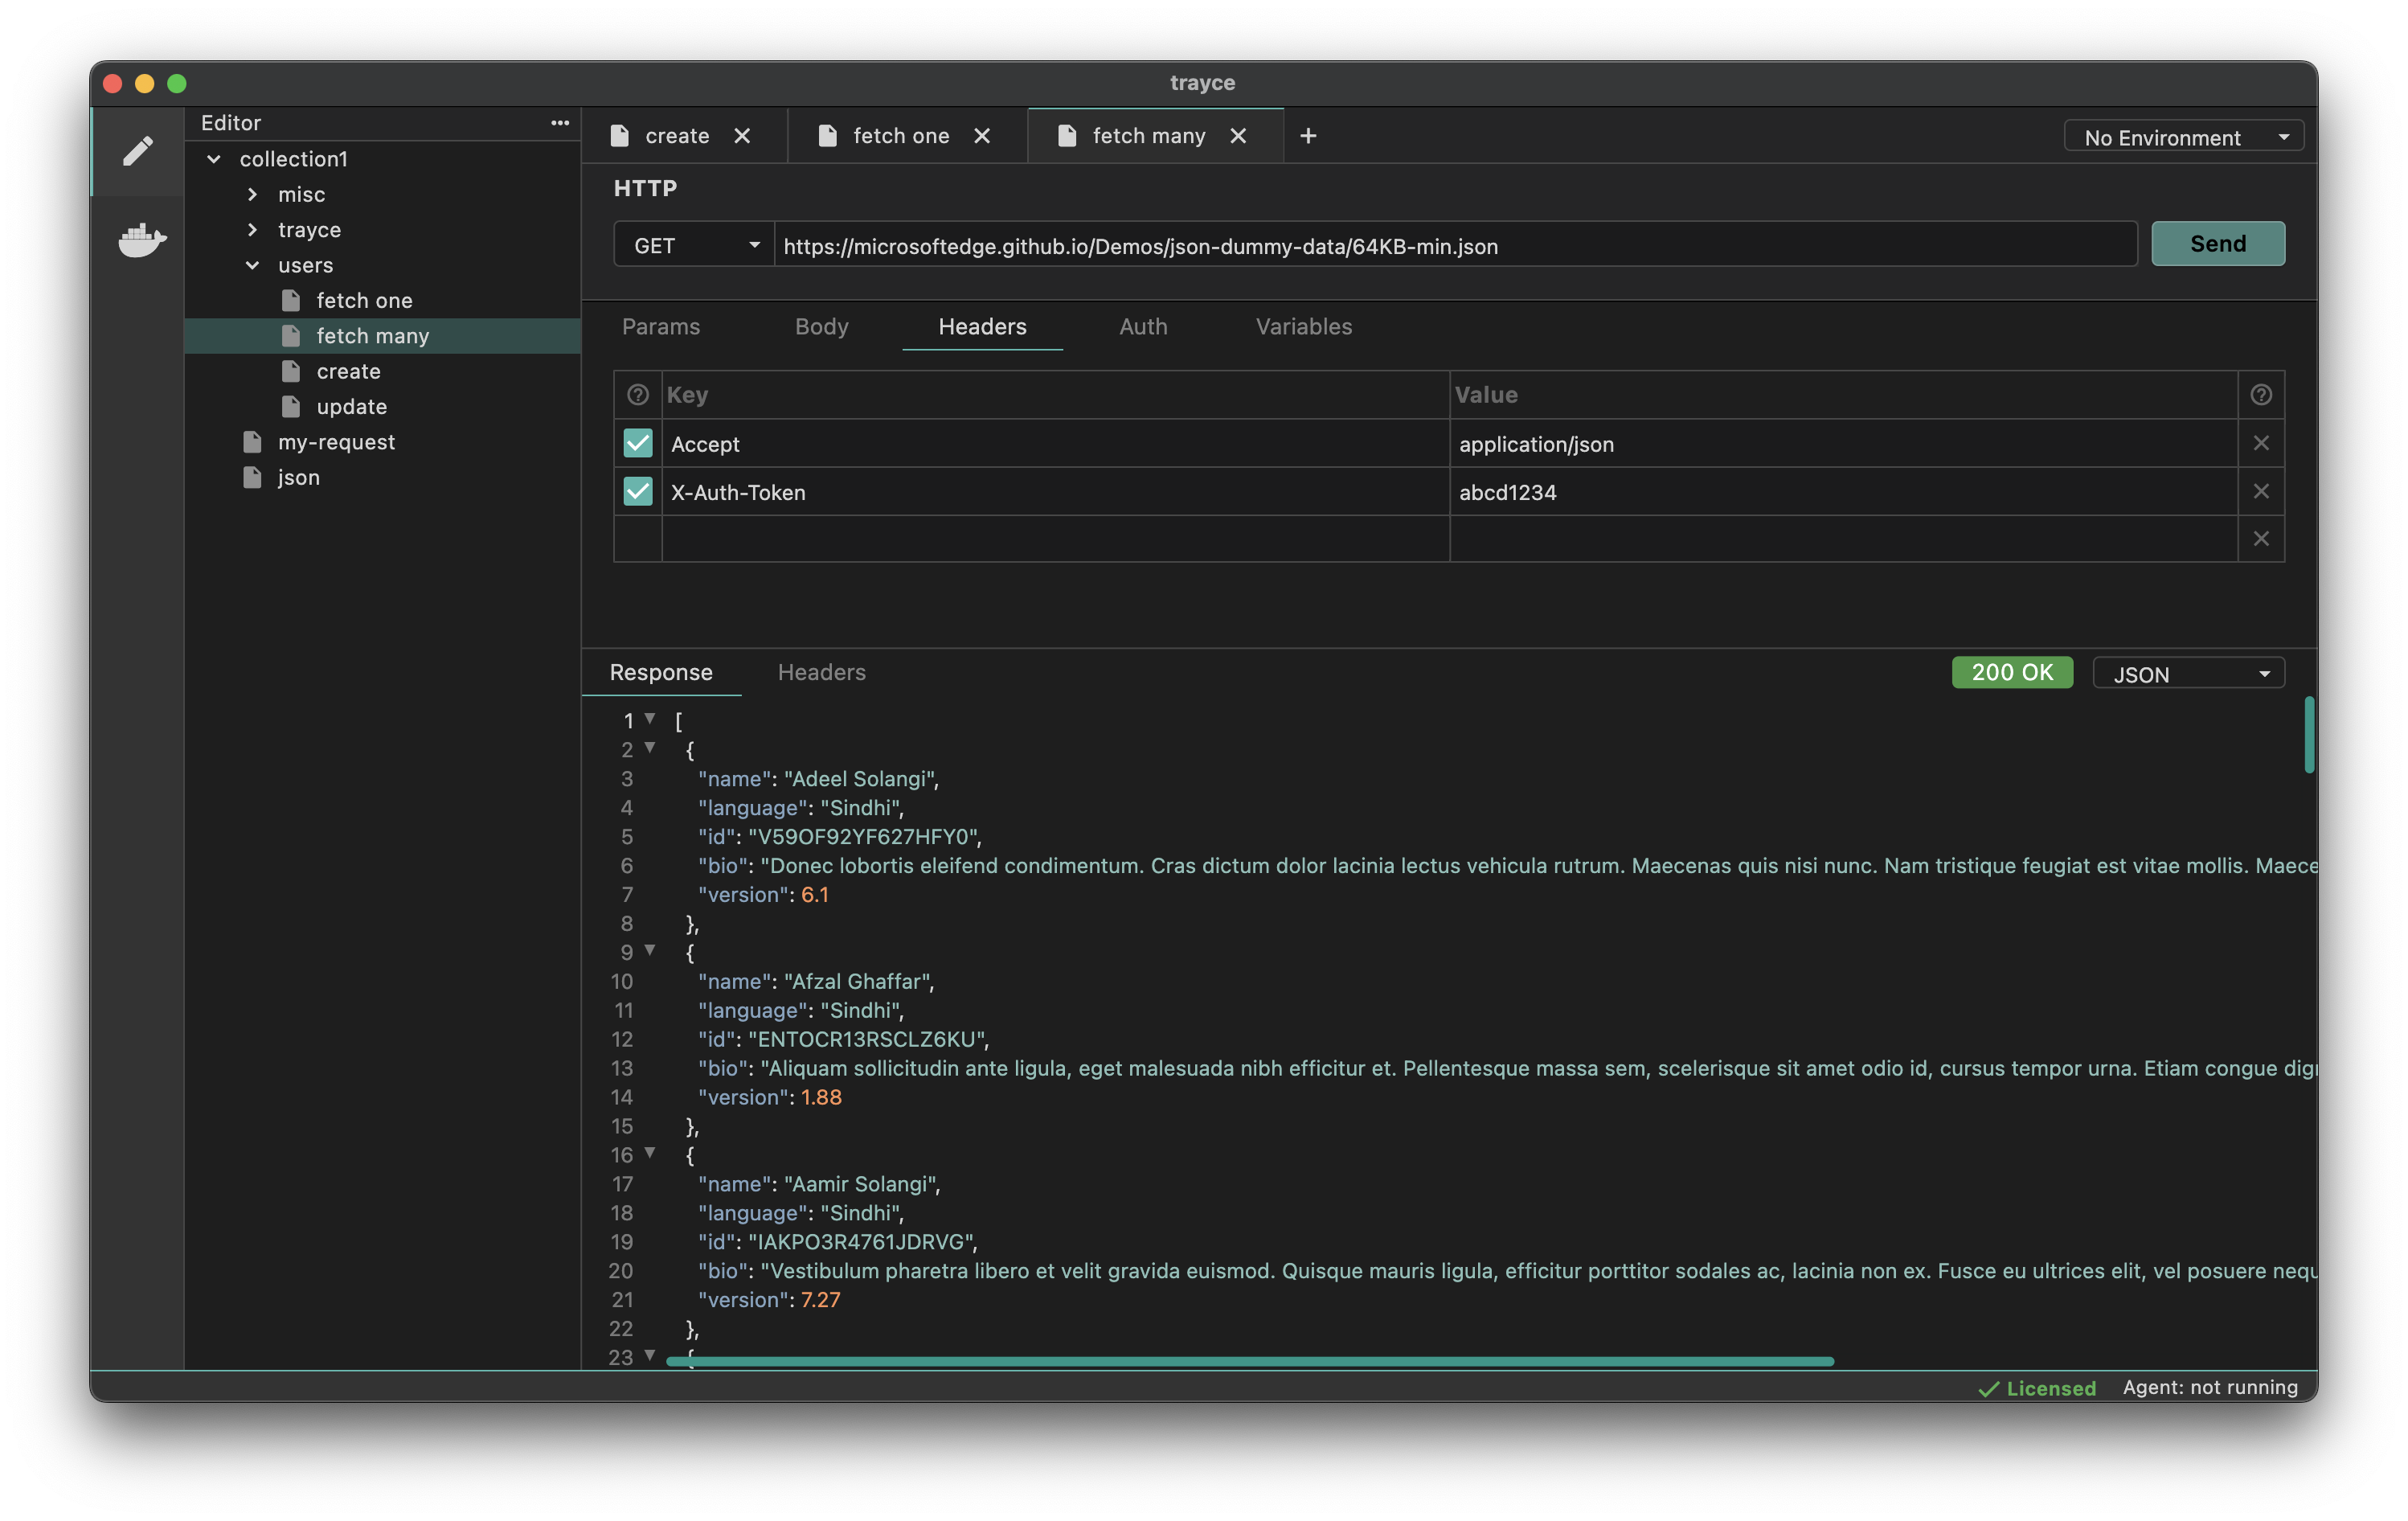 trayce
Editor
collection1
misc
trayce
users
fetch one
fetch many
create
update
my-request
json
create
fetch one
fetch many
No Environment
HTTP
GET
https://microsoftedge.github.io/Demos/json-dummy-data/64KB-min.json
Send
Params Body Headers Auth Variables
Key Value
Accept application/json
X-Auth-Token abcd1234
Response Headers 200 OK JSON
1 [
2 {
3 "name": "Adeel Solangi",
4 "language": "Sindhi",
5 "id": "V59OF92YF627HFY0",
6 "bio": "Donec lobortis eleifend condimentum. Cras dictum dolor lacinia lectus vehicula rutrum. Maecenas quis nisi nunc. Nam tristique feugiat est vitae mollis. Maece
7 "version": 6.1
8 },
9 {
10 "name": "Afzal Ghaffar",
11 "language": "Sindhi",
12 "id": "ENTOCR13RSCLZ6KU",
13 "bio": "Aliquam sollicitudin ante ligula, eget malesuada nibh efficitur et. Pellentesque massa sem, scelerisque sit amet odio id, cursus tempor urna. Etiam congue dig
14 "version": 1.88
15 },
16 {
17 "name": "Aamir Solangi",
18 "language": "Sindhi",
19 "id": "IAKPO3R4761JDRVG",
20 "bio": "Vestibulum pharetra libero et velit gravida euismod. Quisque mauris ligula, efficitur porttitor sodales ac, lacinia non ex. Fusce eu ultrices elit, vel posuere nequ
21 "version": 7.27
22 },
23 {
Licensed Agent: not running